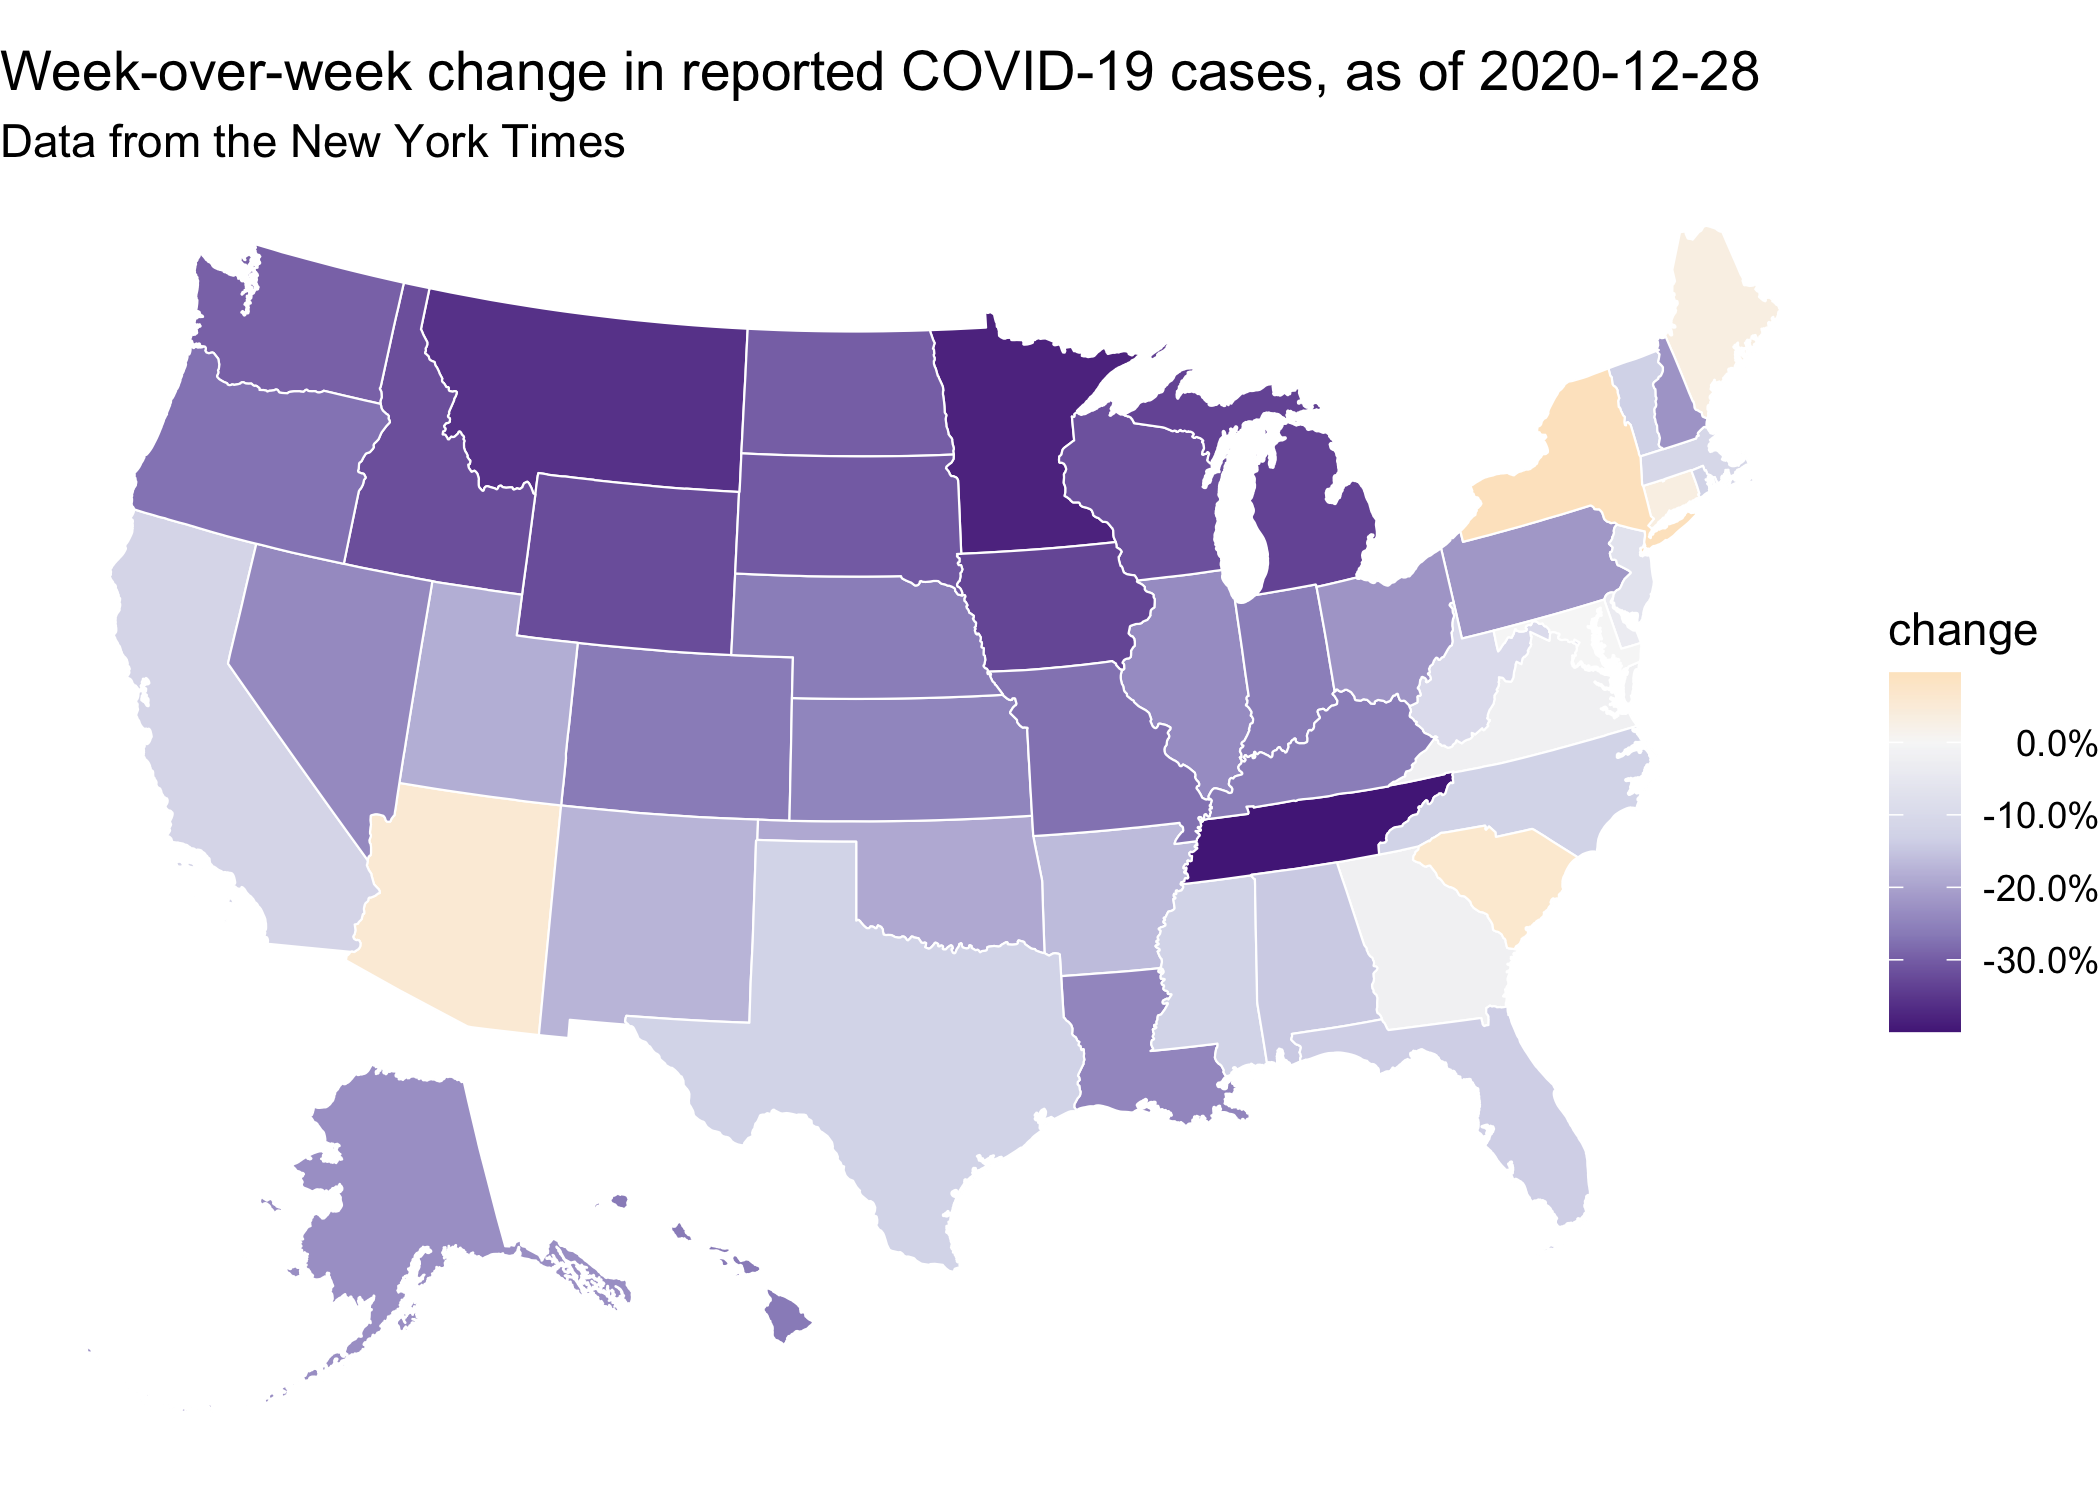 Week-over-week change in reported COVID-19 cases, as of 2020-12-28
Data from the New York Times
change
0.0%
-10.0%
-20.0%
-30.0%